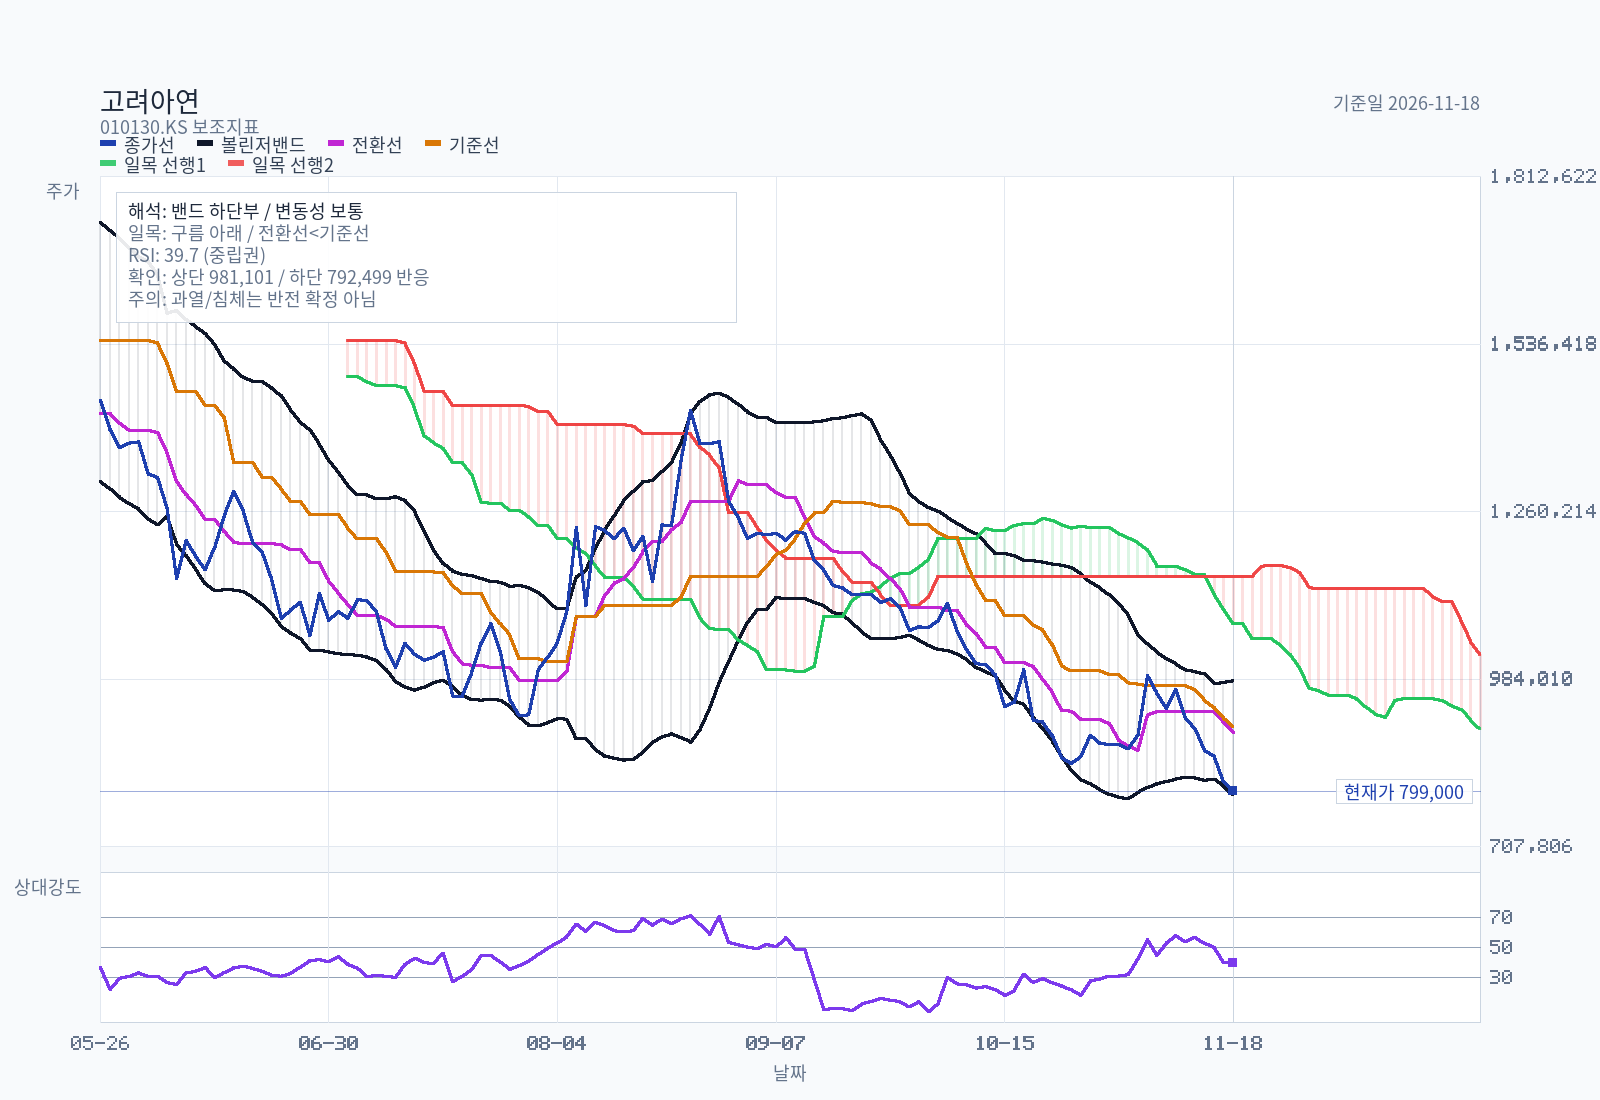 고려아연
기준일 2026-11-18
010130.KS 보조지표
종가선 볼린저밴드 전환선 기준선
일목 선행1 일목 선행2
주가
해석: 밴드 하단부 / 변동성 보통
일목: 구름 아래 / 전환선<기준선
RSI: 39.7 (중립권)
확인: 상단 981,101 / 하단 792,499 반응
주의: 과열/침체는 반전 확정 아님
1,812,622
1,536,418
1,260,214
984,010
현재가 799,000
707,806
상대강도
70
50
30
05-26 06-30 08-04 09-07 10-15 11-18
날짜